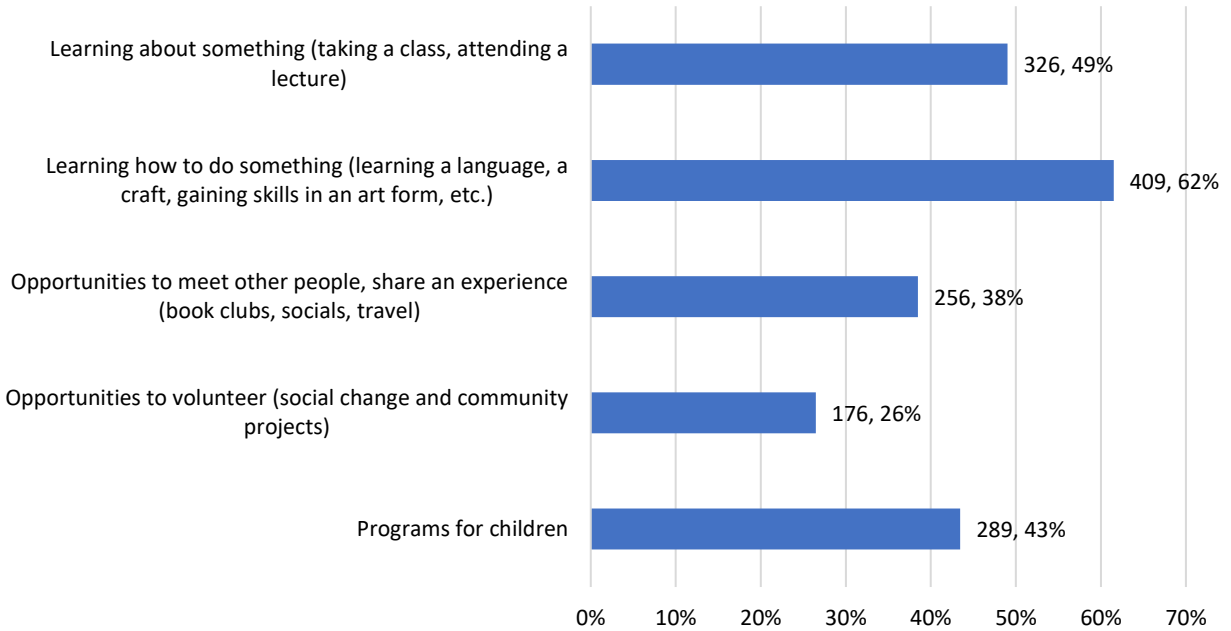 Learning about something (taking a class, attending a
lecture)
326, 49%
Learning how to do something (learning a language, a
craft, gaining skills in an art form, etc.)
409, 62%
Opportunities to meet other people, share an experience
(book clubs, socials, travel)
256, 38%
Opportunities to volunteer (social change and community
projects)
176, 26%
Programs for children
289, 43%
0% 10% 20% 30% 40% 50% 60% 70%